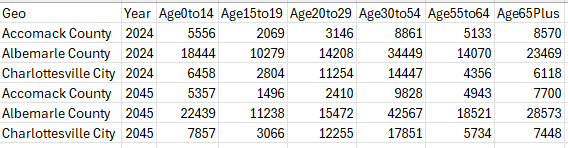 Geo Year Age0to14 Age15to19 Age20to29 Age30to54 Age55to64 Age65Plus
Accomack County 2024 5556 2069 3146 8861 5133 8570
Albemarle County 2024 18444 10279 14208 34449 14070 23469
Charlottesville City 2024 6458 2804 11254 14447 4356 6118
Accomack County 2045 5357 1496 2410 9828 4943 7700
Albemarle County 2045 22439 11238 15472 42567 18521 28573
Charlottesville City 2045 7857 3066 12255 17851 5734 7448